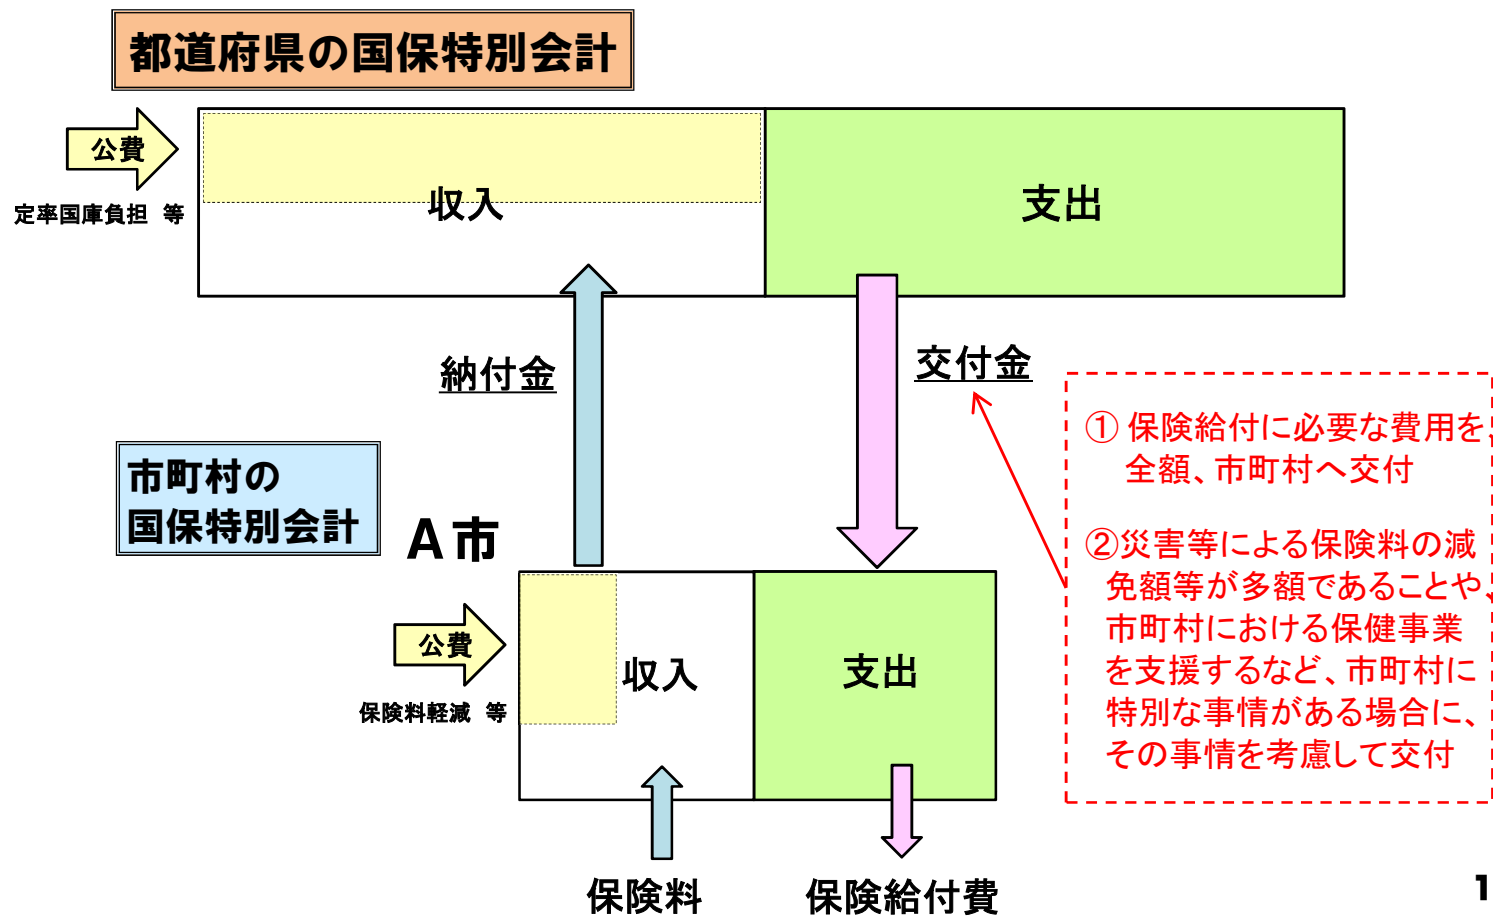 都道府県の国保特別会計
公費
定率国庫負担　等
収入
支出
納付金
交付金
① 保険給付に必要な費用を、
全額、市町村へ交付
②災害等による保険料の減
免額等が多額であることや、
市町村における保健事業
を支援するなど、市町村に
特別な事情がある場合に、
その事情を考慮して交付
市町村の
国保特別会計
A市
公費
保険料軽減　等
収入
支出
保険料
保険給付費
1